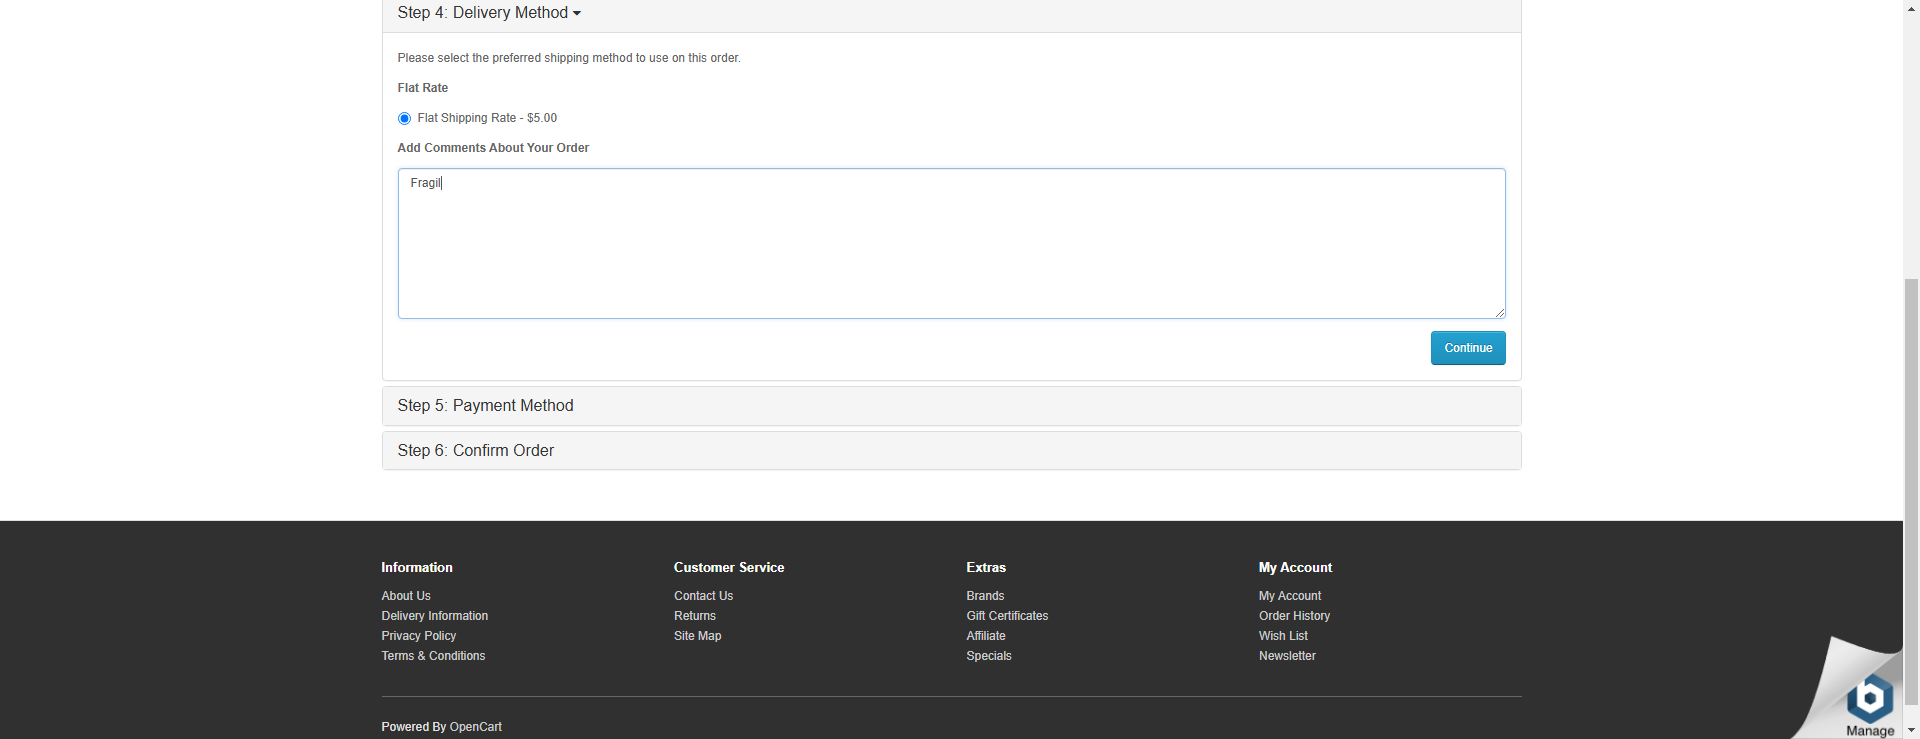 Step 4: Delivery Method
Please select the preferred shipping method to use on this order.
Flat Rate
Flat Shipping Rate - $5.00
Add Comments About Your Order
Fragil
Continue
Step 5: Payment Method
Step 6: Confirm Order
Information
About Us
Delivery Information
Privacy Policy
Terms & Conditions
Customer Service
Contact Us
Returns
Site Map
Extras
Brands
Gift Certificates
Affiliate
Specials
My Account
My Account
Order History
Wish List
Newsletter
Powered By OpenCart
Manage